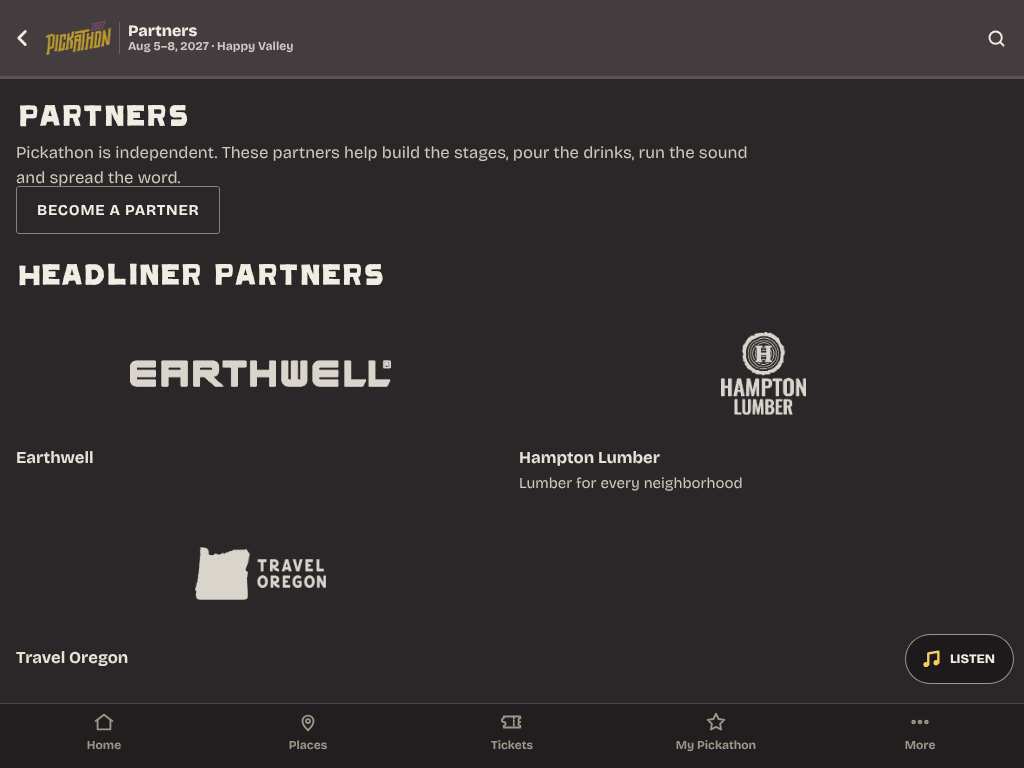 PICKATHON
Partners
Aug 5–8, 2027 · Happy Valley
PARTNERS
Pickathon is independent. These partners help build the stages, pour the drinks, run the sound
and spread the word.
BECOME A PARTNER
HEADLINER PARTNERS
EARTHWELL
H
HAMPTON
LUMBER
Earthwell
Hampton Lumber
Lumber for every neighborhood
TRAVEL
OREGON
Travel Oregon
LISTEN
Home
Places
Tickets
My Pickathon
More